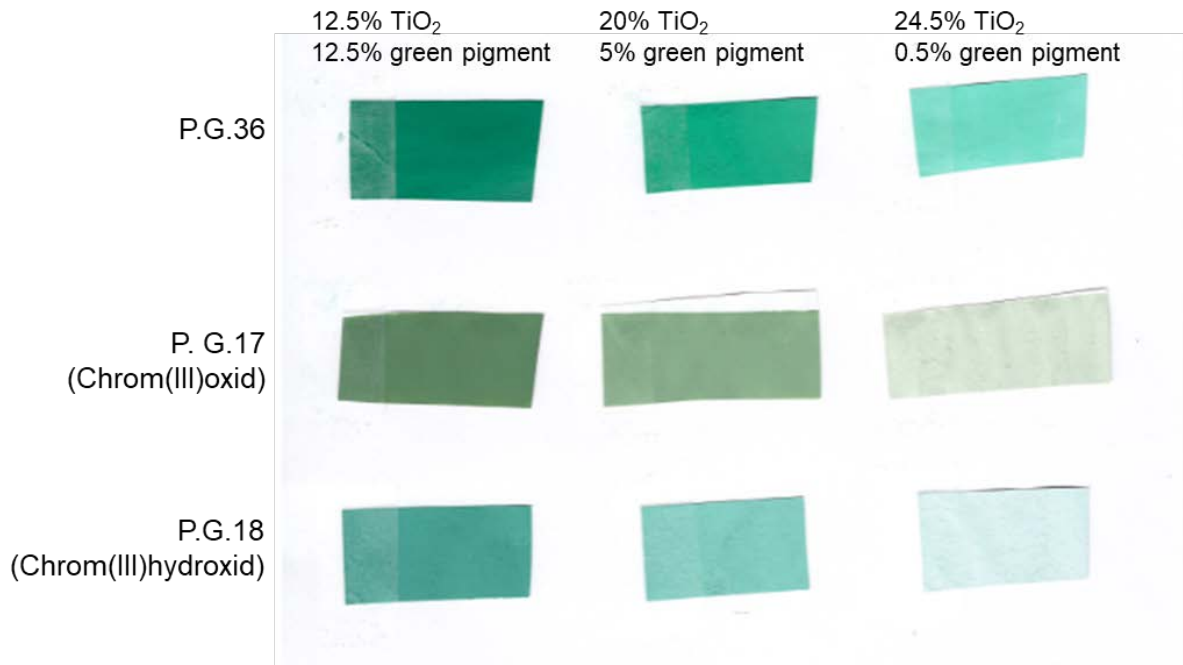 12.5% TiO₂
12.5% green pigment
20% TiO₂
5% green pigment
24.5% TiO₂
0.5% green pigment
P.G.36
P. G.17
(Chrom(III)oxid)
P.G.18
(Chrom(III)hydroxid)